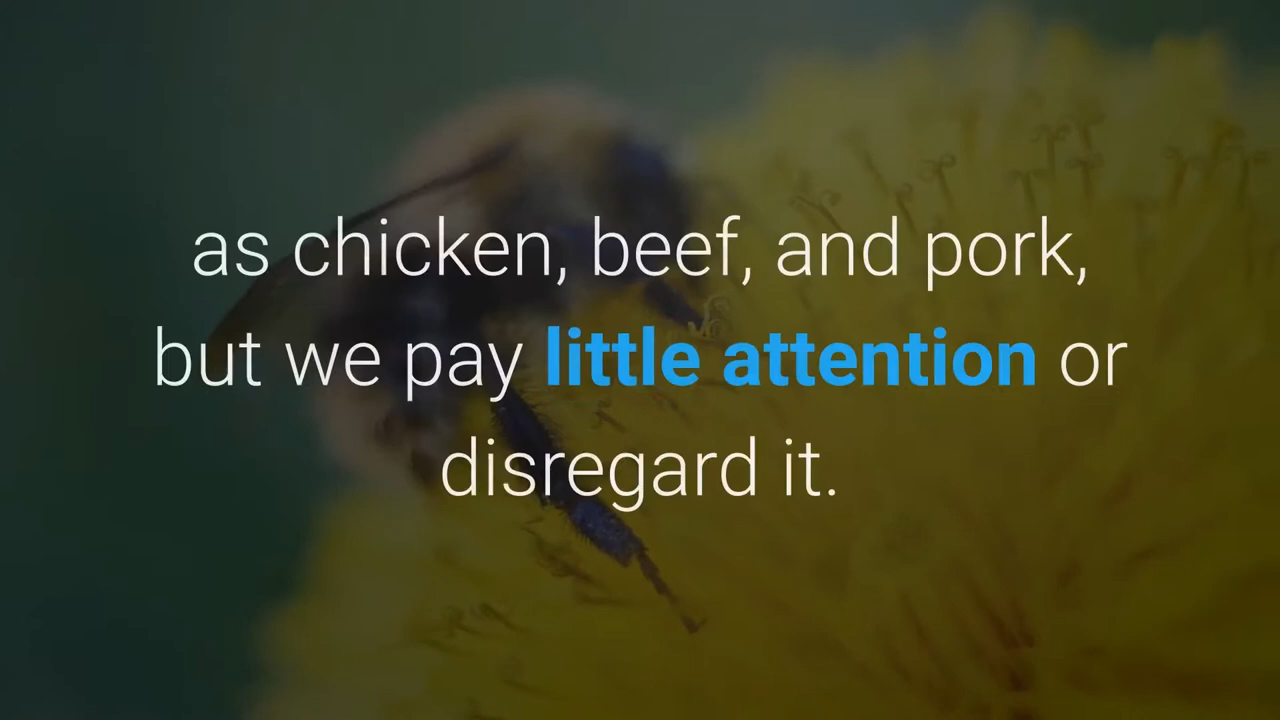 as chicken, beef, and pork,
but we pay little attention or
disregard it.